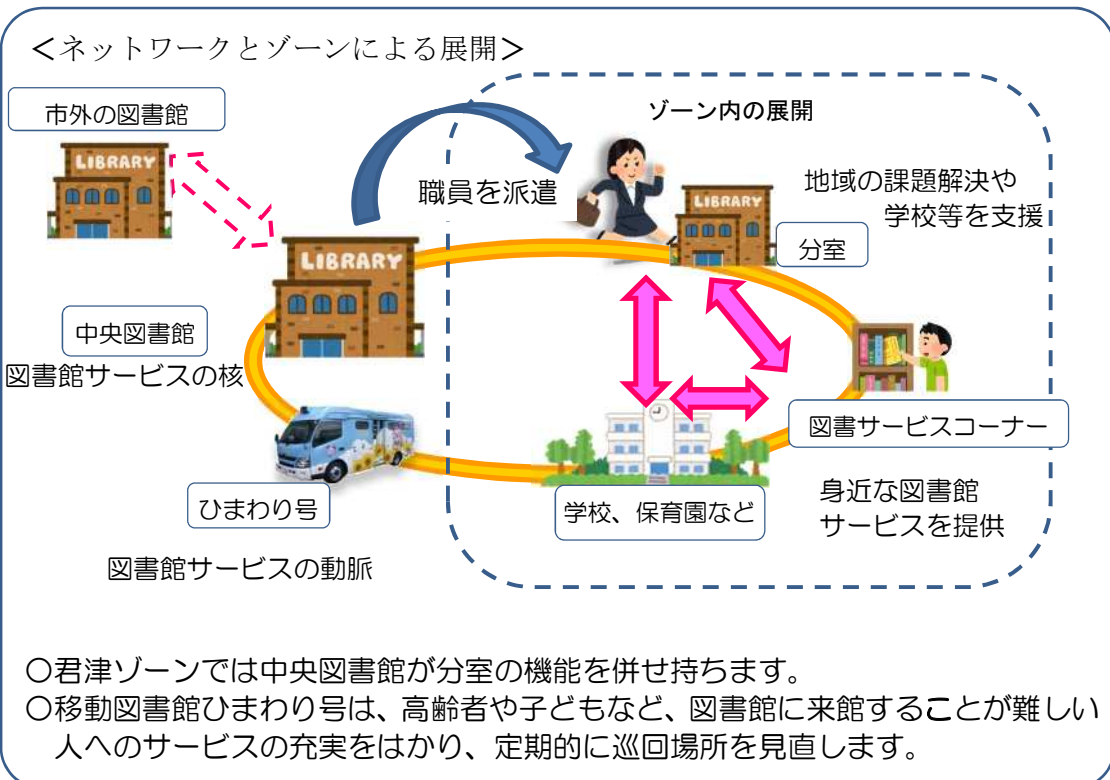 ＜ネットワークとゾーンによる展開＞
市外の図書館
LIBRARY
ゾーン内の展開
職員を派遣
地域の課題解決や
学校等を支援
LIBRARY
分室
LIBRARY
中央図書館
図書館サービスの核
図書サービスコーナー
ひまわり号
学校、保育園など
身近な図書館
サービスを提供
図書館サービスの動脈
〇君津ゾーンでは中央図書館が分室の機能を併せ持ちます。
〇移動図書館ひまわり号は、高齢者や子どもなど、図書館に来館することが難しい
人へのサービスの充実をはかり、定期的に巡回場所を見直します。